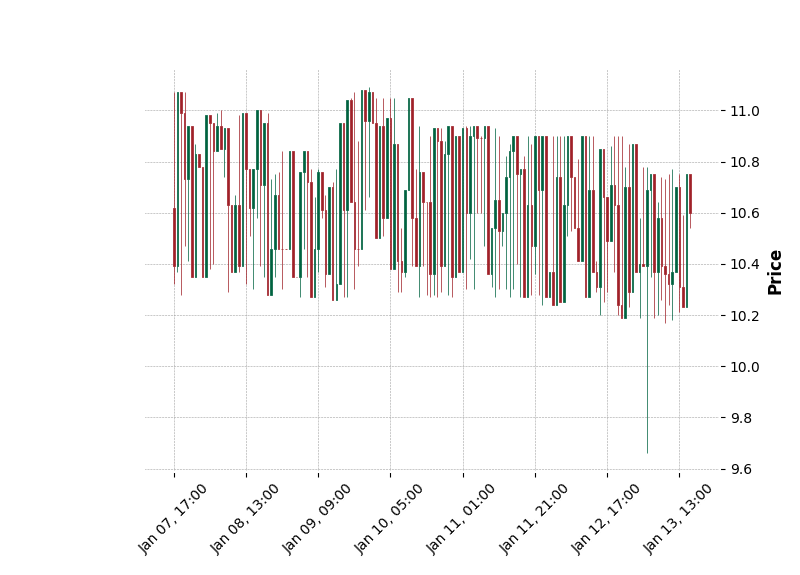 11.0
10.8
10.6
10.4
10.2
10.0
9.8
9.6
Price
Jan 07, 17:00
Jan 08, 13:00
Jan 09, 09:00
Jan 10, 05:00
Jan 11, 01:00
Jan 11, 21:00
Jan 12, 17:00
Jan 13, 13:00